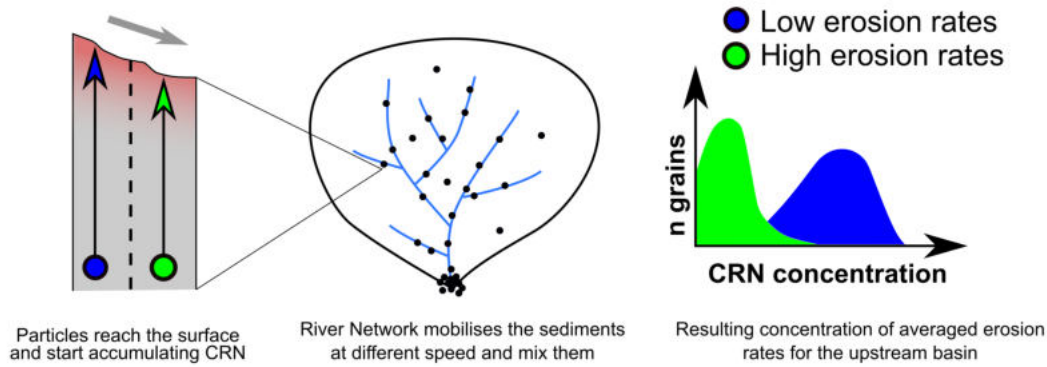 Low erosion rates
High erosion rates
n grains
CRN concentration
Particles reach the surface
and start accumulating CRN
River Network mobilises the sediments
at different speed and mix them
Resulting concentration of averaged erosion
rates for the upstream basin